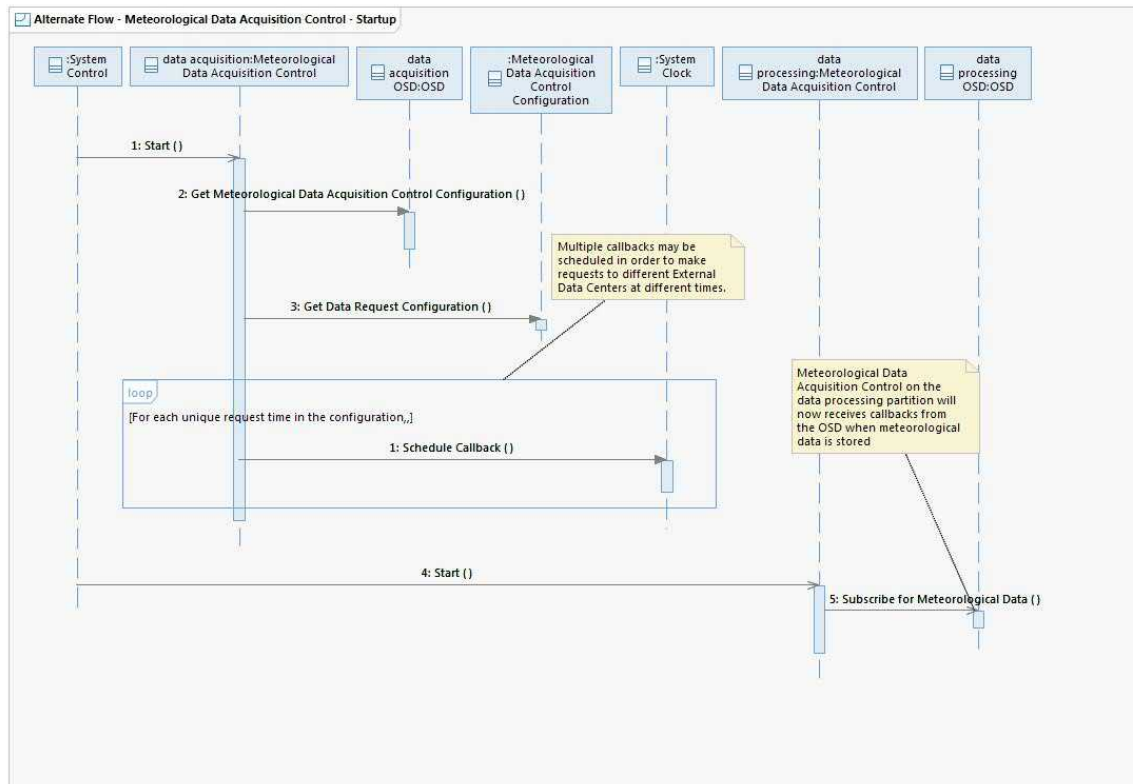 Alternate Flow - Meteorological Data Acquisition Control - Startup
:System
Control
data acquisition:Meteorological
Data Acquisition Control
data
acquisition
OSD:OSD
:Meteorological
Data Acquisition
Control
Configuration
:System
Clock
data
processing:Meteorological
Data Acquisition Control
data
processing
OSD:OSD
1: Start ( )
2: Get Meteorological Data Acquisition Control Configuration ( )
Multiple callbacks may be
scheduled in order to make
requests to different External
Data Centers at different times.
3: Get Data Request Configuration ( )
loop
[For each unique request time in the configuration,,]
1: Schedule Callback ( )
Meteorological Data
Acquisition Control on the
data processing partition will
now receives callbacks from
the OSD when meteorological
data is stored
4: Start ( )
5: Subscribe for Meteorological Data ( )